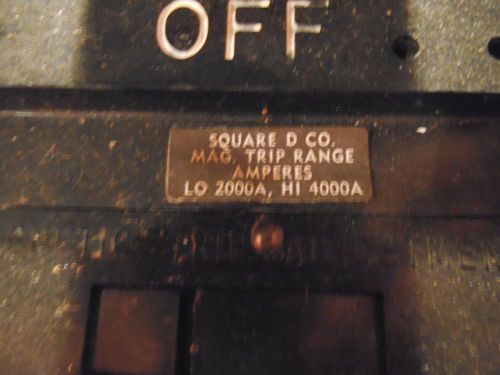 OFF
SQUARE D CO.
MAG. TRIP RANGE
AMPERES
LO 2000A, HI 4000A